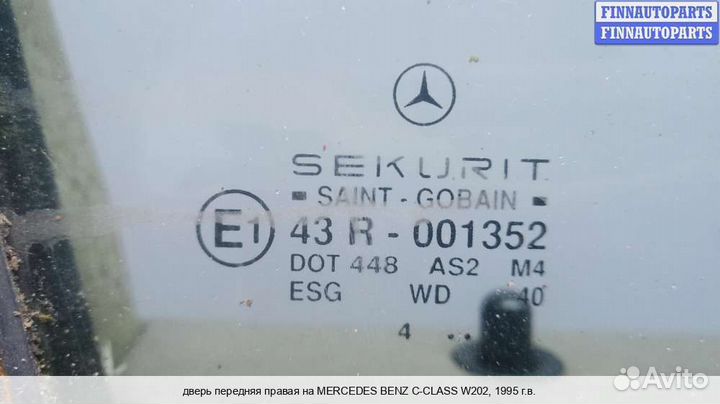 FINNAUTOPARTS
FINNAUTOPARTS
SEKURIT
SAINT - GOBAIN
E1 43 R - 001352
DOT 448 AS2 M4
ESG WD 40
4 ..
дверь передняя правая на MERCEDES BENZ C-CLASS W202, 1995 г.в.
Avito